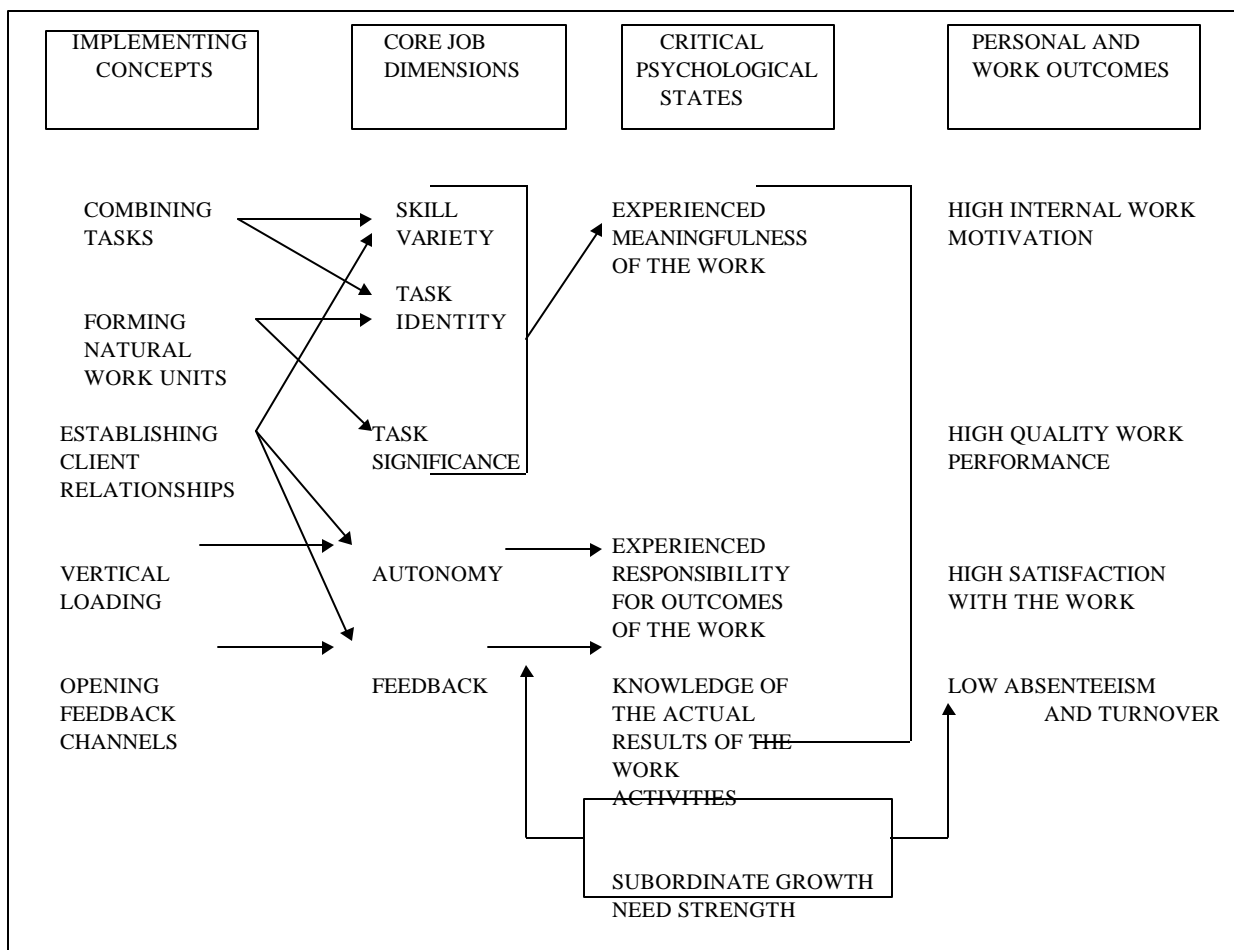 IMPLEMENTING
CONCEPTS
CORE JOB
DIMENSIONS
CRITICAL
PSYCHOLOGICAL
STATES
PERSONAL AND
WORK OUTCOMES
COMBINING
TASKS
SKILL
VARIETY
EXPERIENCED
MEANINGFULNESS
OF THE WORK
HIGH INTERNAL WORK
MOTIVATION
TASK
IDENTITY
FORMING
NATURAL
WORK UNITS
ESTABLISHING
CLIENT
RELATIONSHIPS
TASK
SIGNIFICANCE
HIGH QUALITY WORK
PERFORMANCE
VERTICAL
LOADING
AUTONOMY
EXPERIENCED
RESPONSIBILITY
FOR OUTCOMES
OF THE WORK
HIGH SATISFACTION
WITH THE WORK
OPENING
FEEDBACK
CHANNELS
FEEDBACK
KNOWLEDGE OF
THE ACTUAL
RESULTS OF THE
WORK
ACTIVITIES
LOW ABSENTEEISM
AND TURNOVER
SUBORDINATE GROWTH
NEED STRENGTH